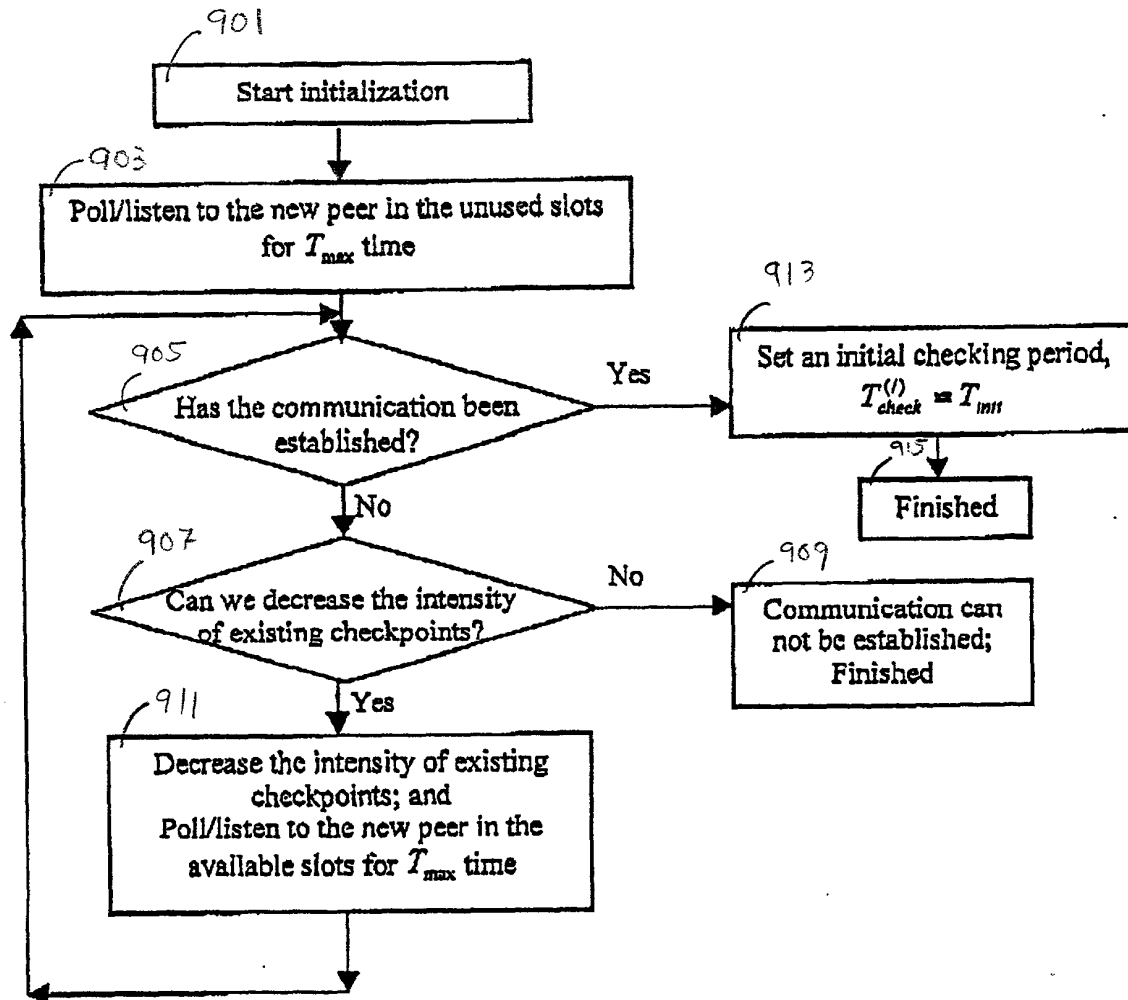 901
Start initialization
903
Poll/listen to the new peer in the unused slots
for T_max time
905
Has the communication been
established?
Yes
913
Set an initial checking period,
T_check^(i) = T_init
915
Finished
No
907
Can we decrease the intensity
of existing checkpoints?
No
909
Communication can
not be established;
Finished
Yes
911
Decrease the intensity of existing
checkpoints; and
Poll/listen to the new peer in the
available slots for T_max time